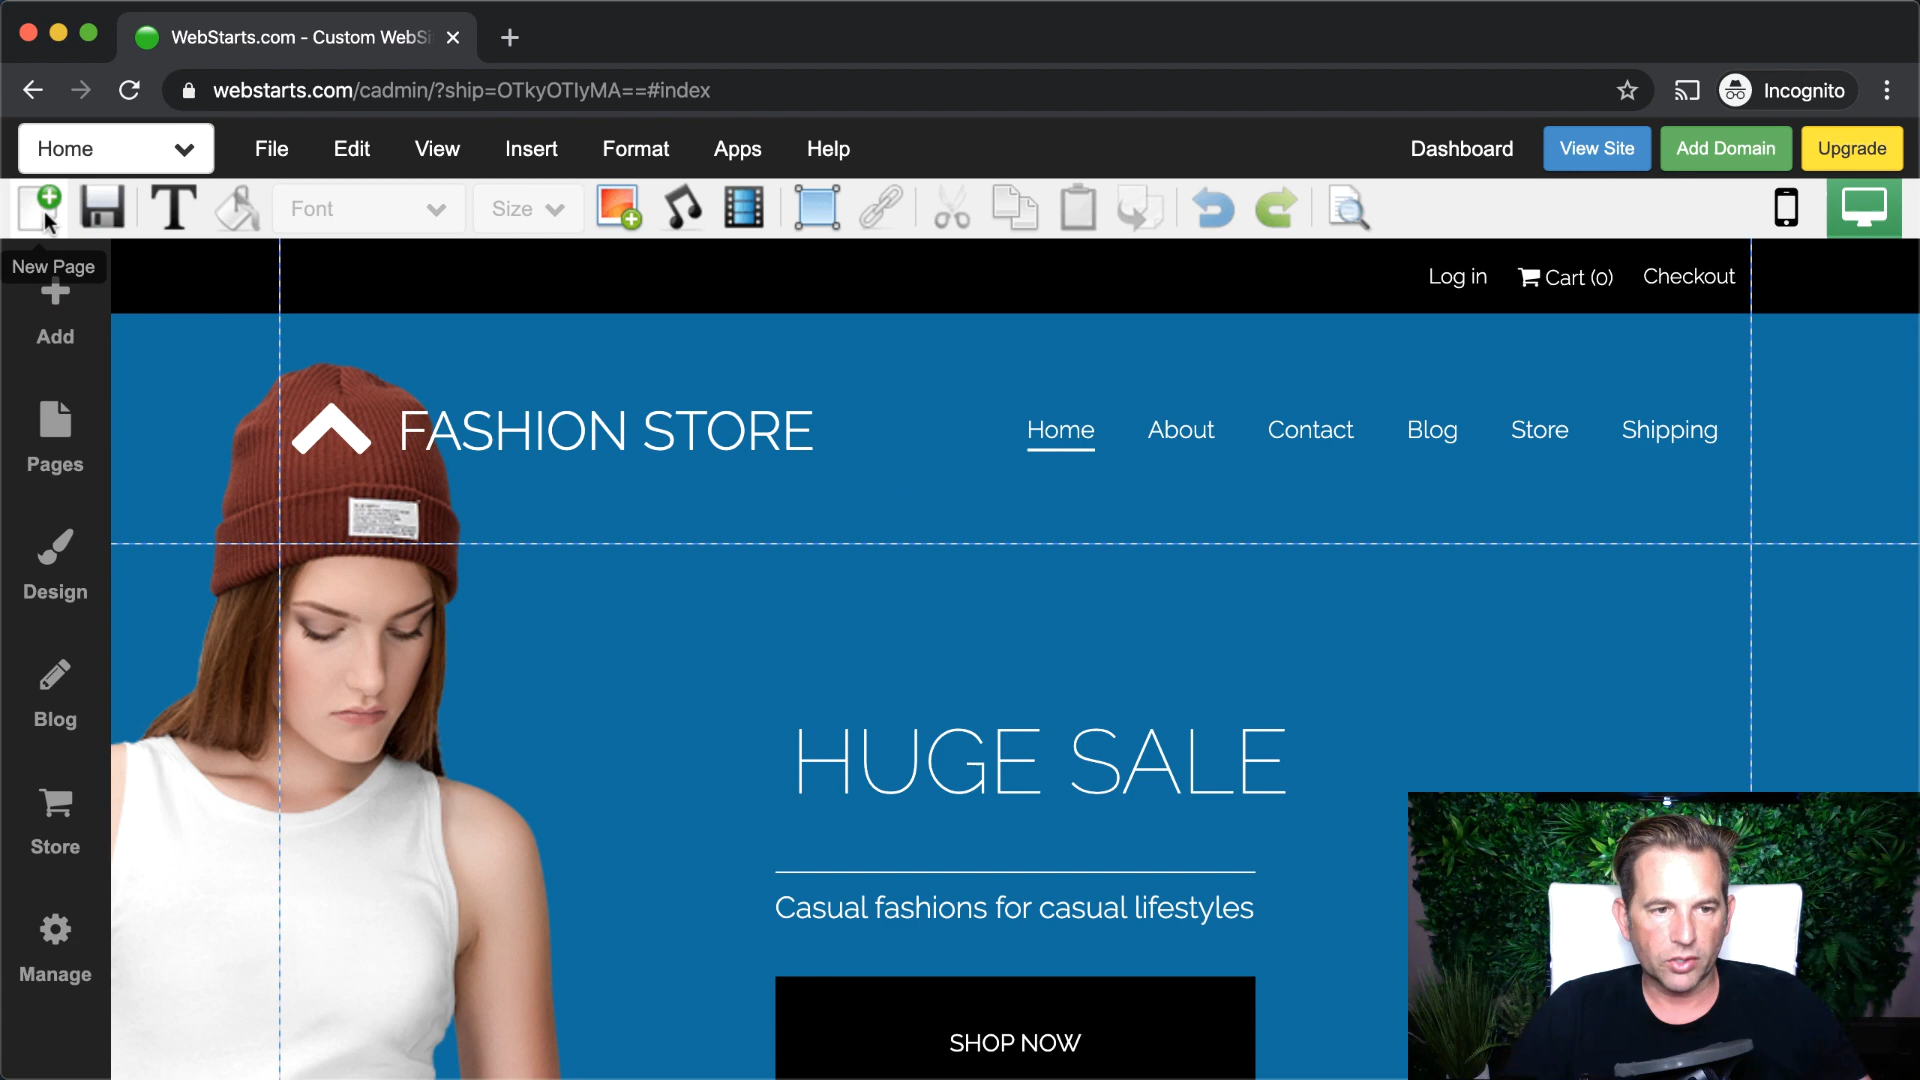 WebStarts.com - Custom WebSi
webstarts.com/cadmin/?ship=OTkyOTIyMA==#index
Incognito
Home
File
Edit
View
Insert
Format
Apps
Help
Dashboard
View Site
Add Domain
Upgrade
Font
Size
New Page
Log in
Cart (0)
Checkout
Add
Pages
Design
Blog
Store
Manage
FASHION STORE
Home
About
Contact
Blog
Store
Shipping
HUGE SALE
Casual fashions for casual lifestyles
SHOP NOW